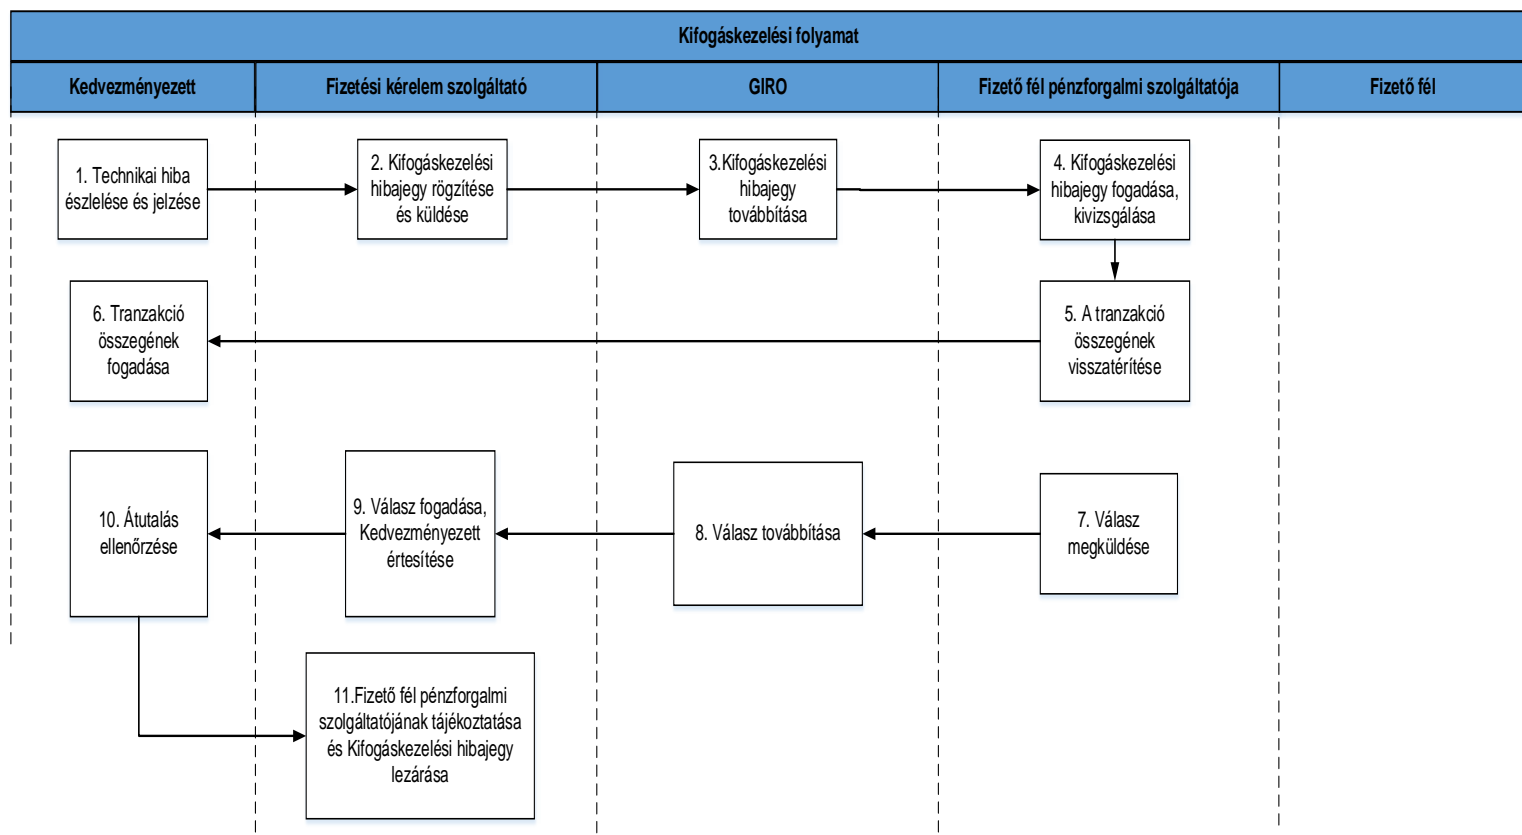 Kifogáskezelési folyamat
Kedvezményezett
Fizetési kérelem szolgáltató
GIRO
Fizető fél pénzforgalmi szolgáltatója
Fizető fél
1. Technikai hiba
észlelése és jelzése
2. Kifogáskezelési
hibajegy rögzítése
és küldése
3.Kifogáskezelési
hibajegy
továbbítása
4. Kifogáskezelési
hibajegy fogadása,
kivizsgálása
6. Tranzakció
összegének
fogadása
5. A tranzakció
összegének
visszatérítése
10. Átutalás
ellenőrzése
9. Válasz fogadása,
Kedvezményezett
értesítése
8. Válasz továbbítása
7. Válasz
megküldése
11.Fizető fél pénzforgalmi
szolgáltatójának tájékoztatása
és Kifogáskezelési hibajegy
lezárása